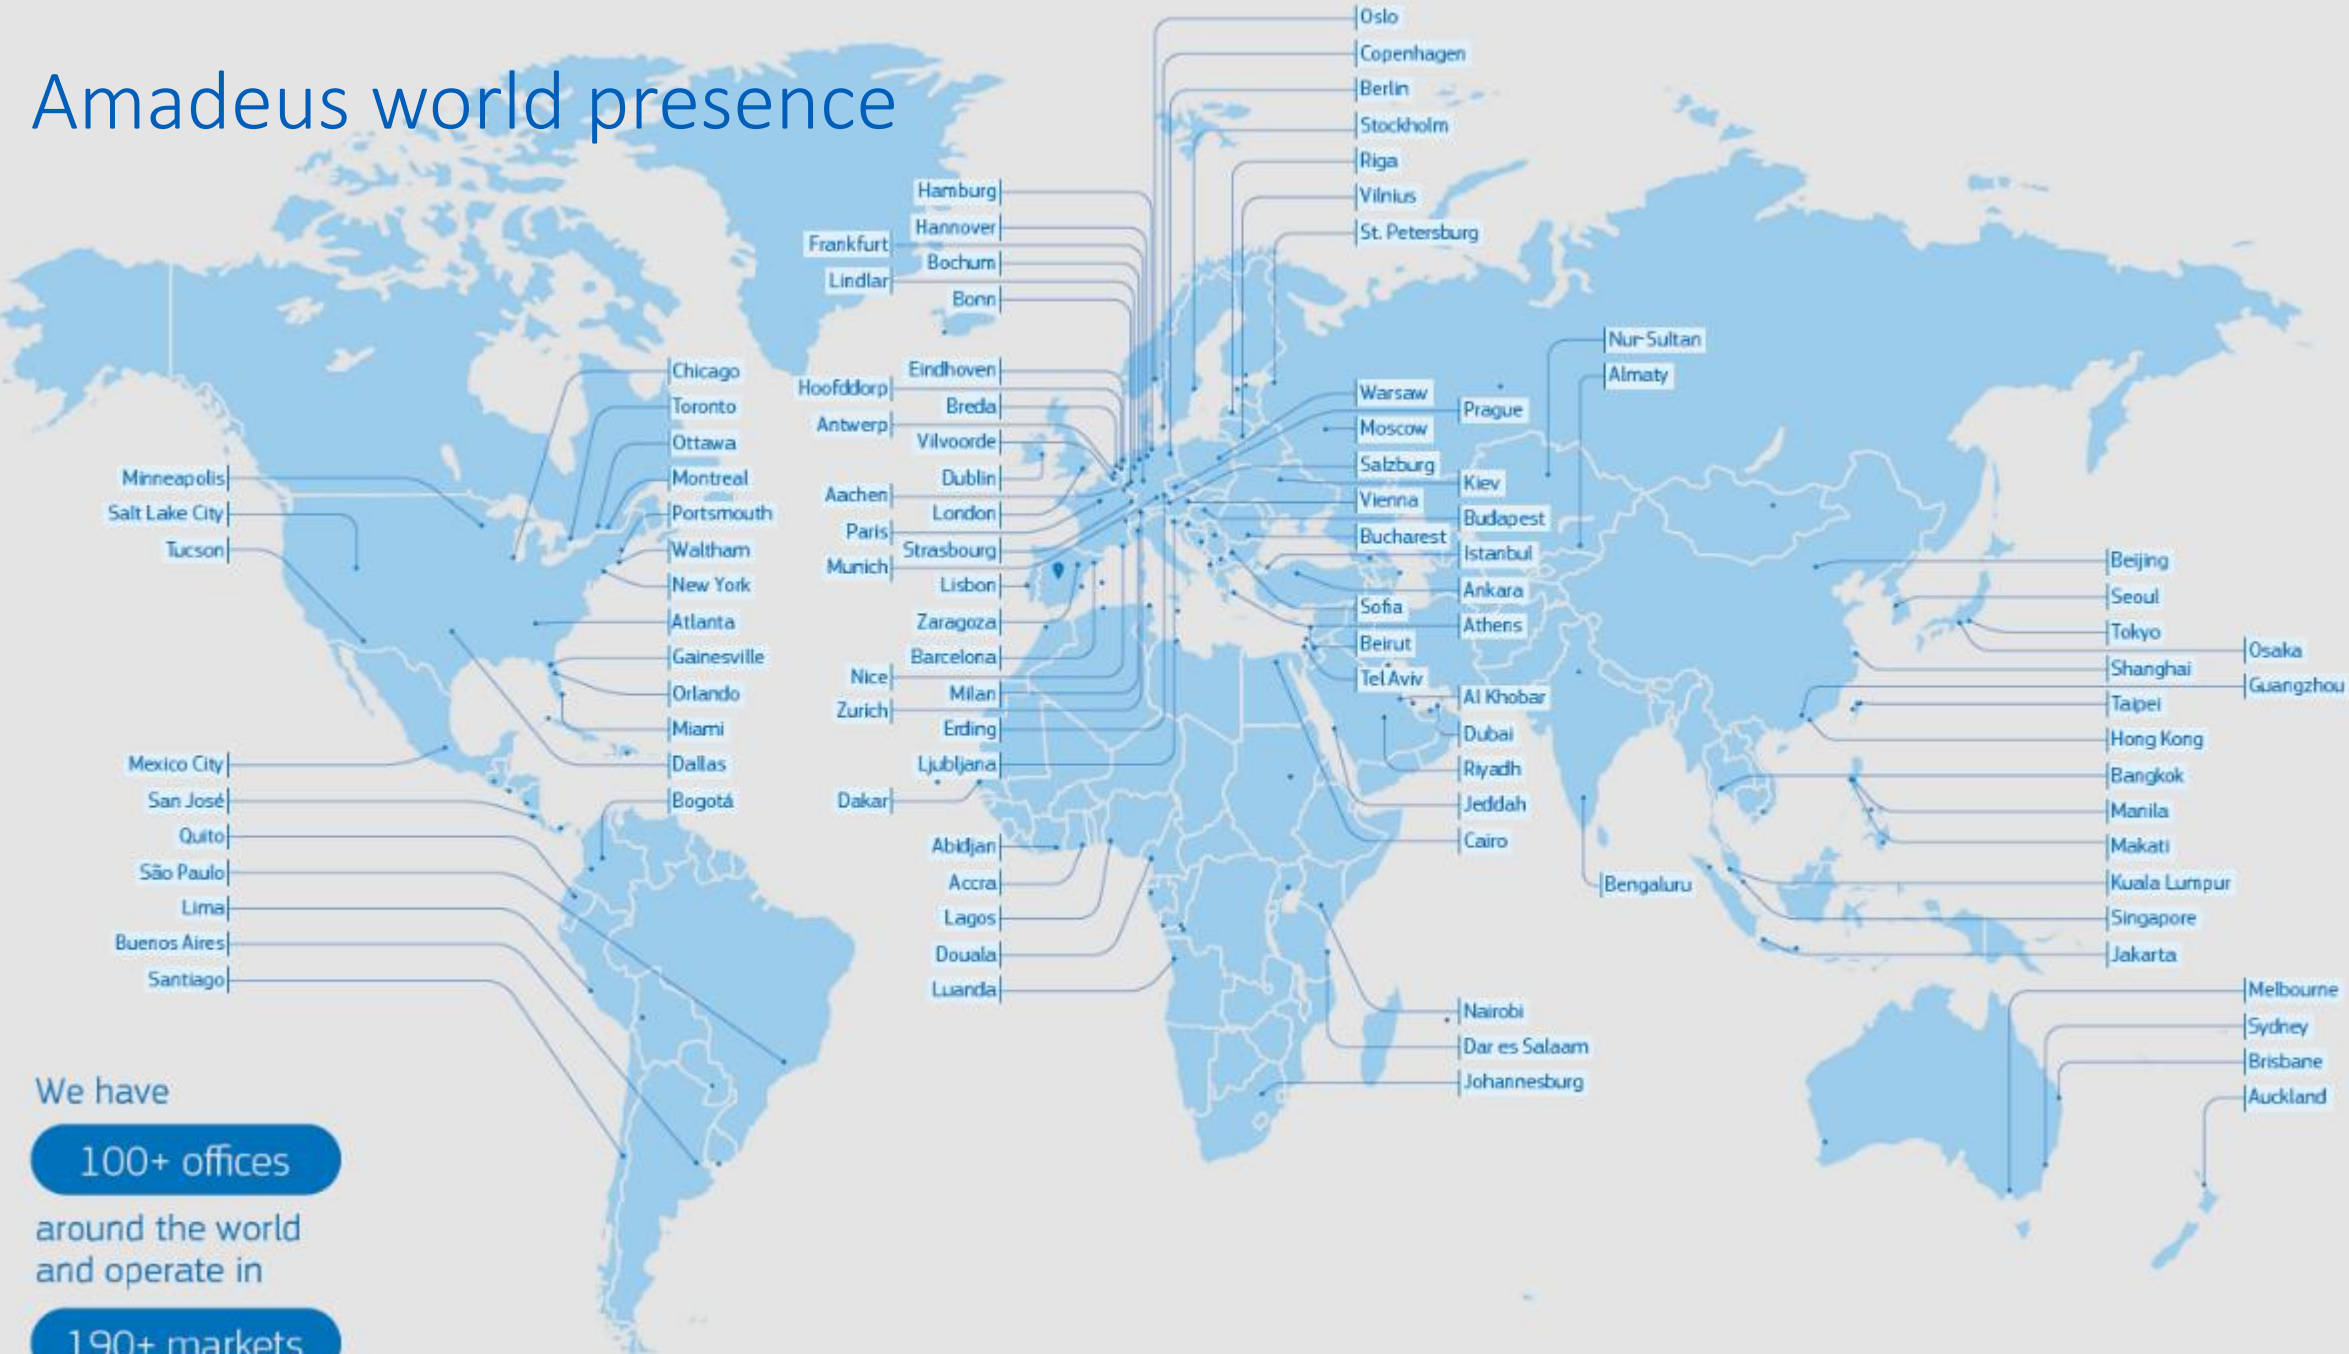 Amadeus world presence
Oslo
Copenhagen
Berlin
Stockholm
Riga
Vilnius
St. Petersburg
Hamburg
Hannover
Frankfurt
Bochum
Lindlar
Bonn
Eindhoven
Hoofddorp
Breda
Antwerp
Vilvoorde
Dublin
Aachen
London
Paris
Strasbourg
Munich
Lisbon
Zaragoza
Barcelona
Nice
Milan
Zurich
Erding
Ljubljana
Dakar
Abidjan
Accra
Lagos
Douala
Luanda
Chicago
Toronto
Ottawa
Montreal
Portsmouth
Waltham
New York
Atlanta
Gainesville
Orlando
Miami
Dallas
Bogotá
Minneapolis
Salt Lake City
Tucson
Mexico City
San José
Quito
São Paulo
Lima
Buenos Aires
Santiago
Warsaw
Prague
Moscow
Salzburg
Kiev
Vienna
Budapest
Bucharest
Istanbul
Ankara
Sofia
Athens
Beirut
Tel Aviv
Al Khobar
Dubai
Riyadh
Jeddah
Cairo
Nairobi
Dar es Salaam
Johannesburg
Nur-Sultan
Almaty
Bengaluru
Beijing
Seoul
Tokyo
Osaka
Shanghai
Guangzhou
Taipei
Hong Kong
Bangkok
Manila
Makati
Kuala Lumpur
Singapore
Jakarta
Melbourne
Sydney
Brisbane
Auckland
We have
100+ offices
around the world
and operate in
190+ markets